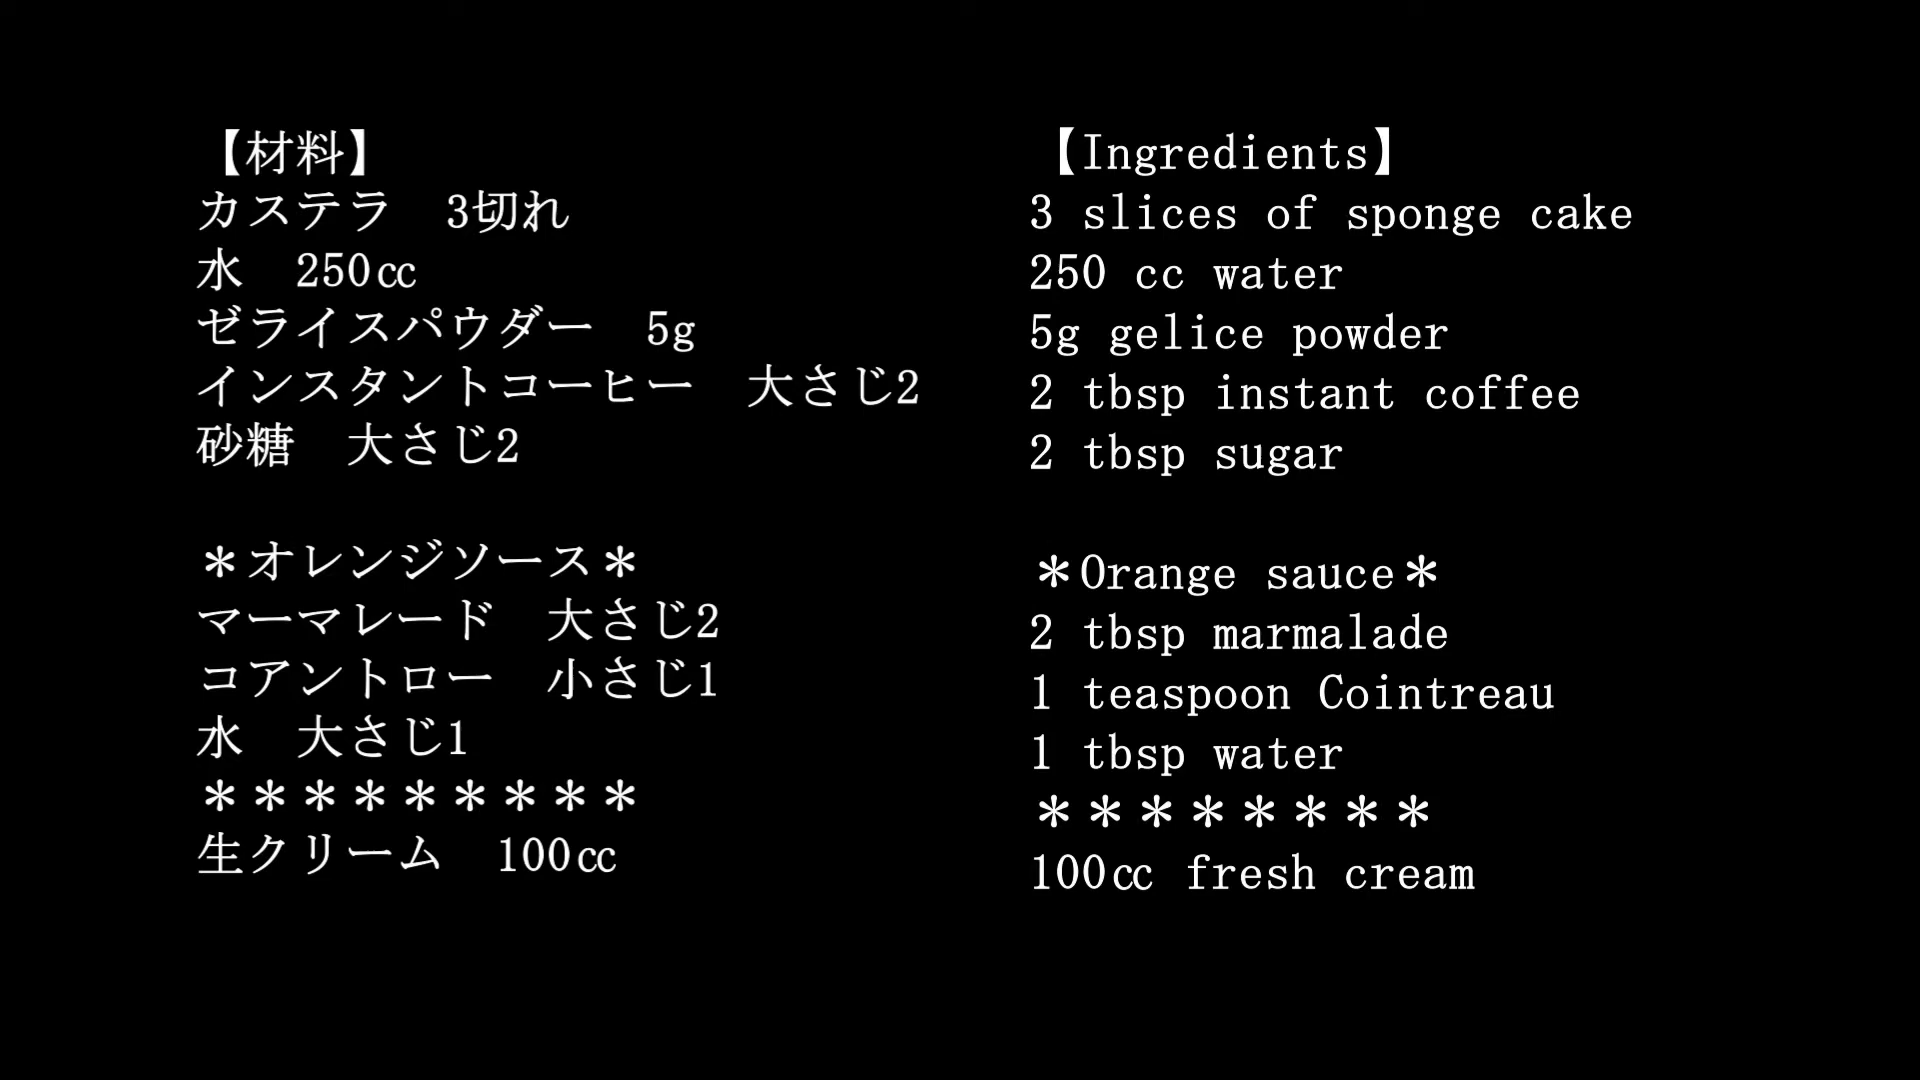 【材料】
カステラ　3切れ
水　250㏄
ゼライスパウダー　5g
インスタントコーヒー　大さじ2
砂糖　大さじ2
＊オレンジソース＊
マーマレード　大さじ2
コアントロー　小さじ1
水　大さじ1
＊＊＊＊＊＊＊＊＊
生クリーム　100㏄
【Ingredients】
3 slices of sponge cake
250 cc water
5g gelice powder
2 tbsp instant coffee
2 tbsp sugar
＊Orange sauce＊
2 tbsp marmalade
1 teaspoon Cointreau
1 tbsp water
＊＊＊＊＊＊＊＊
100㏄ fresh cream